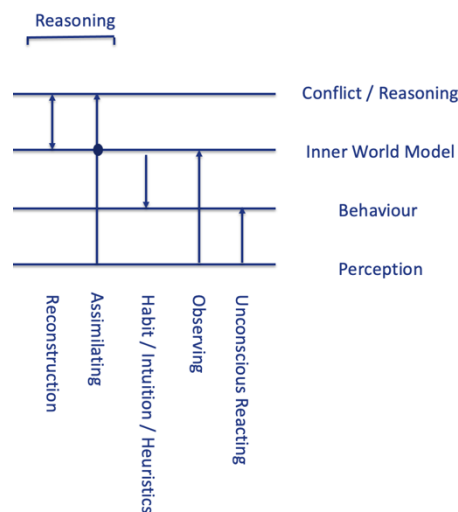 Reasoning
Conflict / Reasoning
Inner World Model
Behaviour
Perception
Reconstruction
Assimilating
Habit / Intuition / Heuristics
Observing
Unconscious Reacting